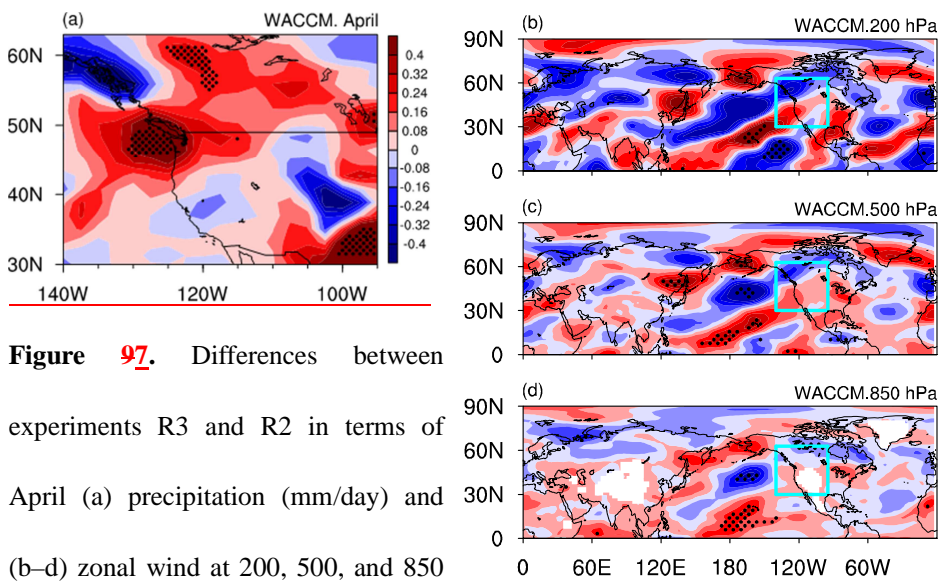 (a) WACCM. April
60N
50N
40N
30N
140W 120W 100W
0.4
0.32
0.24
0.16
0.08
0
-0.08
-0.16
-0.24
-0.32
-0.4
Figure 97. Differences between
experiments R3 and R2 in terms of
April (a) precipitation (mm/day) and
(b–d) zonal wind at 200, 500, and 850
(b) WACCM.200 hPa
90N
60N
30N
0
(c) WACCM.500 hPa
90N
60N
30N
0
(d) WACCM.850 hPa
90N
60N
30N
0
0 60E 120E 180 120W 60W